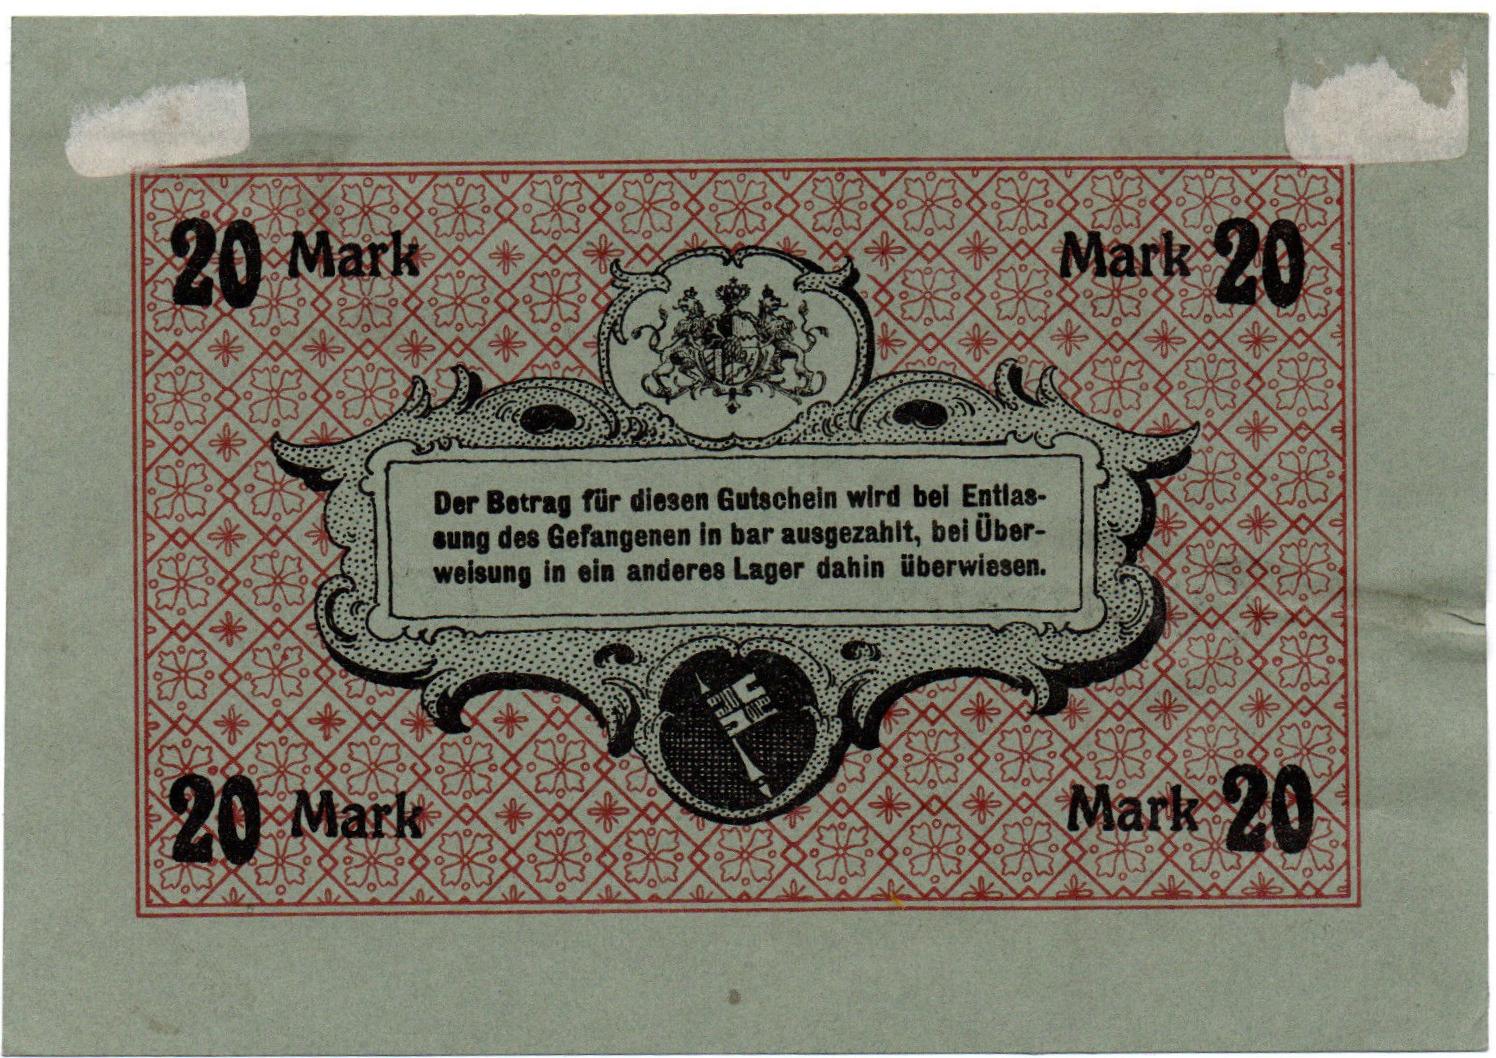 20 Mark Mark 20
Der Betrag für diesen Gutschein wird bei Entlas-
sung des Gefangenen in bar ausgezahlt, bei Über-
weisung in ein anderes Lager dahin überwiesen.
20 Mark Mark 20